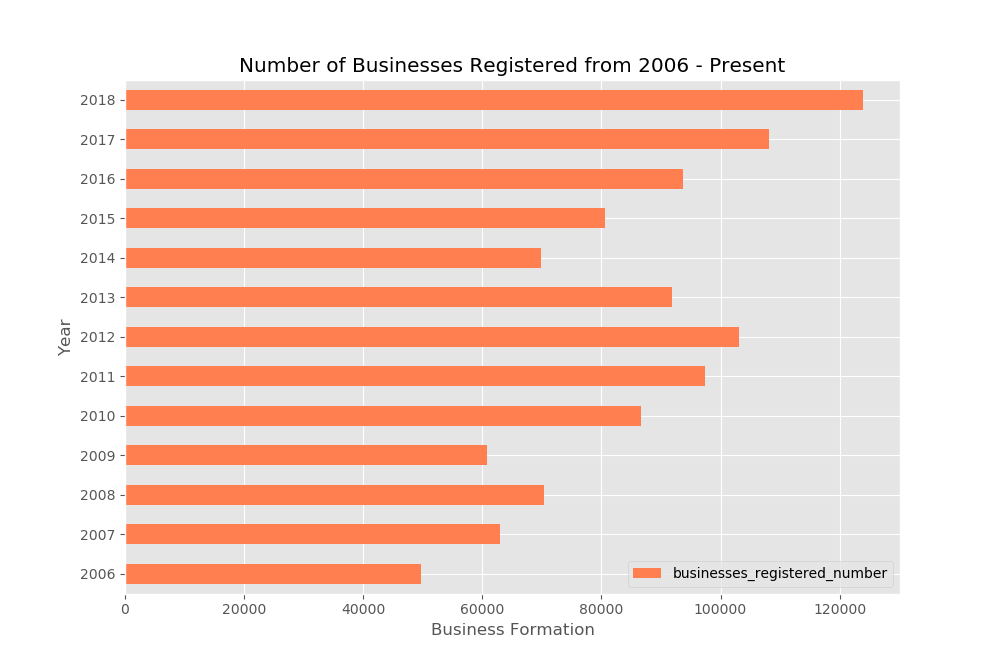 Number of Businesses Registered from 2006 - Present
2018
2017
2016
2015
2014
2013
2012
2011
2010
2009
2008
2007
2006
Year
businesses_registered_number
0 20000 40000 60000 80000 100000 120000
Business Formation